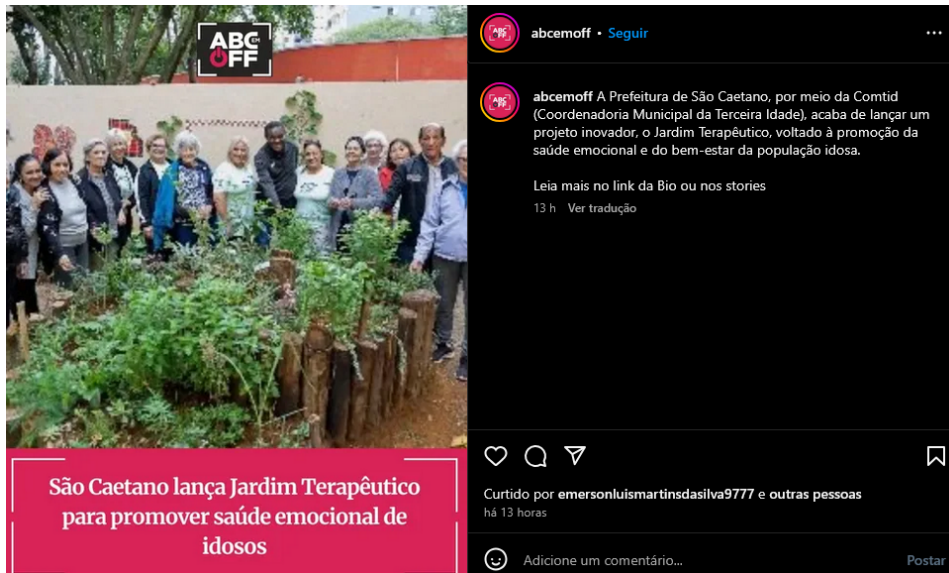 ABC EM
OFF
São Caetano lança Jardim Terapêutico
para promover saúde emocional de
idosos
abcemoff • Seguir
abcemoff A Prefeitura de São Caetano, por meio da Comtid
(Coordenadoria Municipal da Terceira Idade), acaba de lançar um
projeto inovador, o Jardim Terapêutico, voltado à promoção da
saúde emocional e do bem-estar da população idosa.
Leia mais no link da Bio ou nos stories
13 h Ver tradução
Curtido por emersonluismartinsdasilva9777 e outras pessoas
há 13 horas
Adicione um comentário...
Postar